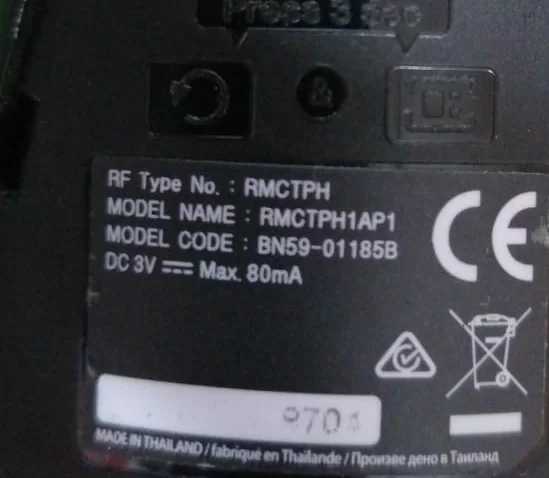 Press 3 sec
&
RF Type No. : RMCTPH
MODEL NAME : RMCTPH1AP1
MODEL CODE : BN59-01185B
DC 3V ⎓ Max. 80mA
CE
MADE IN THAILAND / fabriqué en Thaïlande / Произве дено в Таиланд